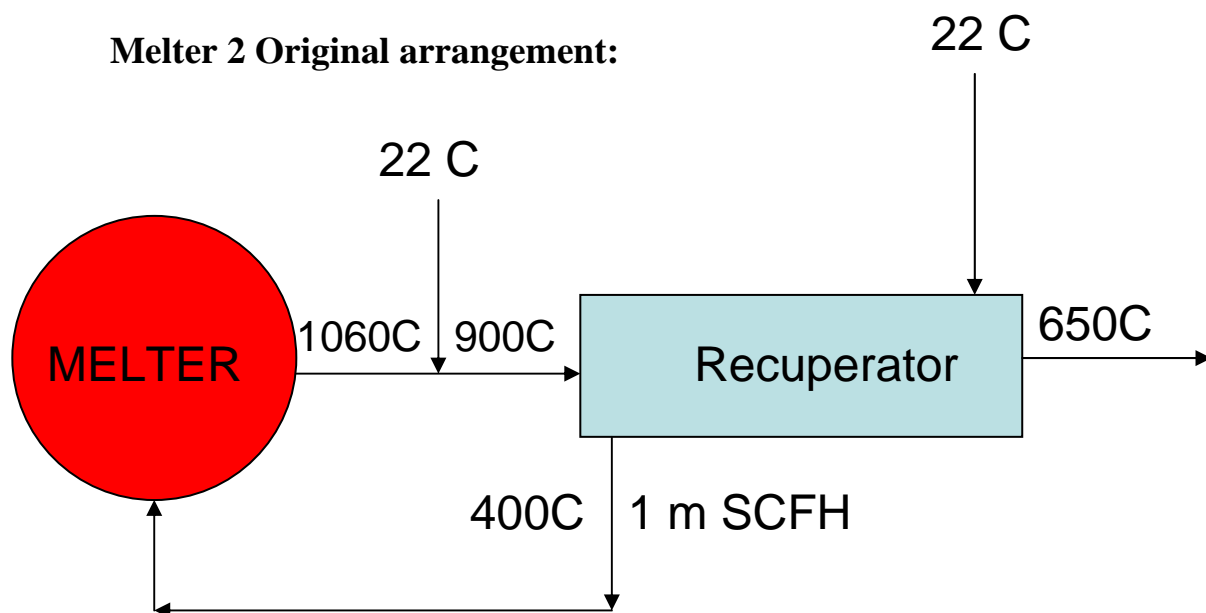 Melter 2 Original arrangement:
22 C
22 C
MELTER
1060C
900C
Recuperator
650C
400C
1 m SCFH